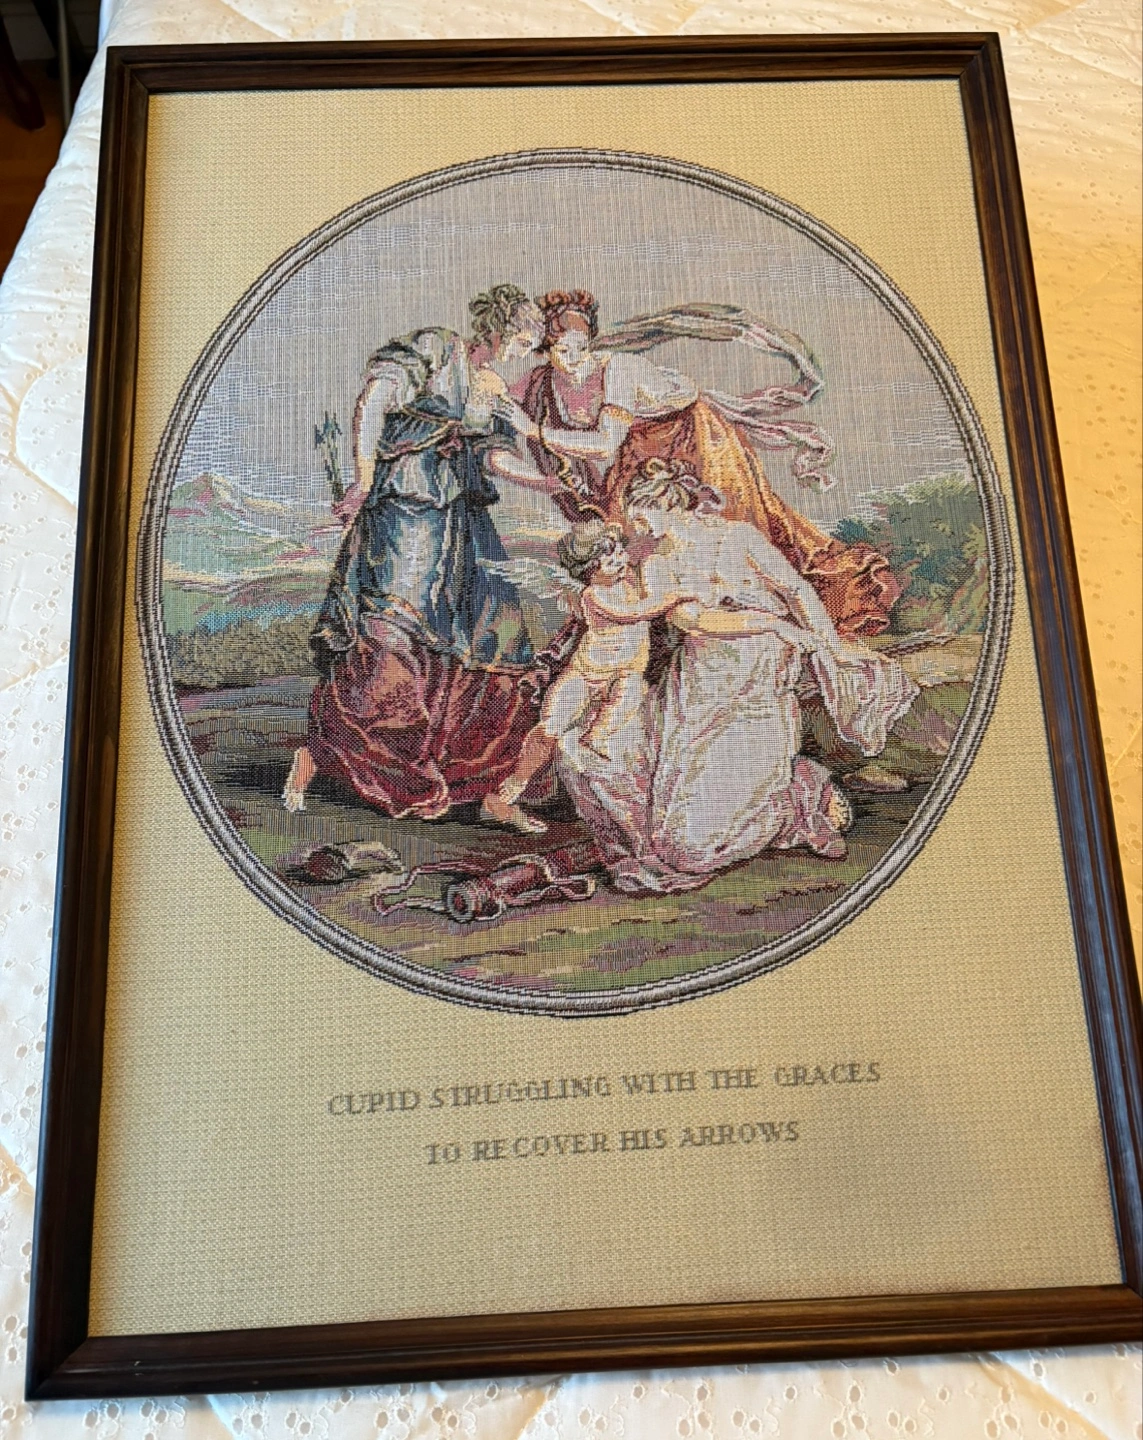 CUPID STRUGGLING WITH THE GRACES
TO RECOVER HIS ARROWS